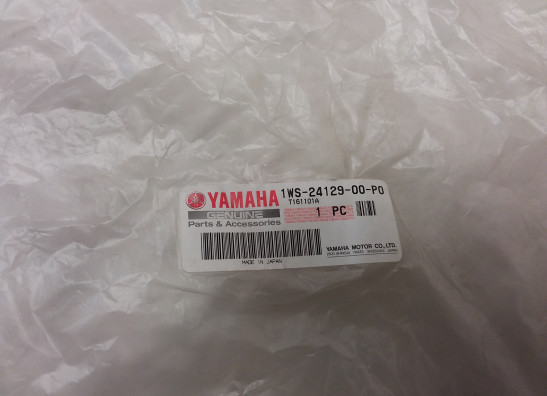 YAMAHA 1WS-24129-00-P0
T161101A
GENUINE
1 PC
Parts & Accessories
YAMAHA MOTOR CO.,LTD.
MADE IN JAPAN